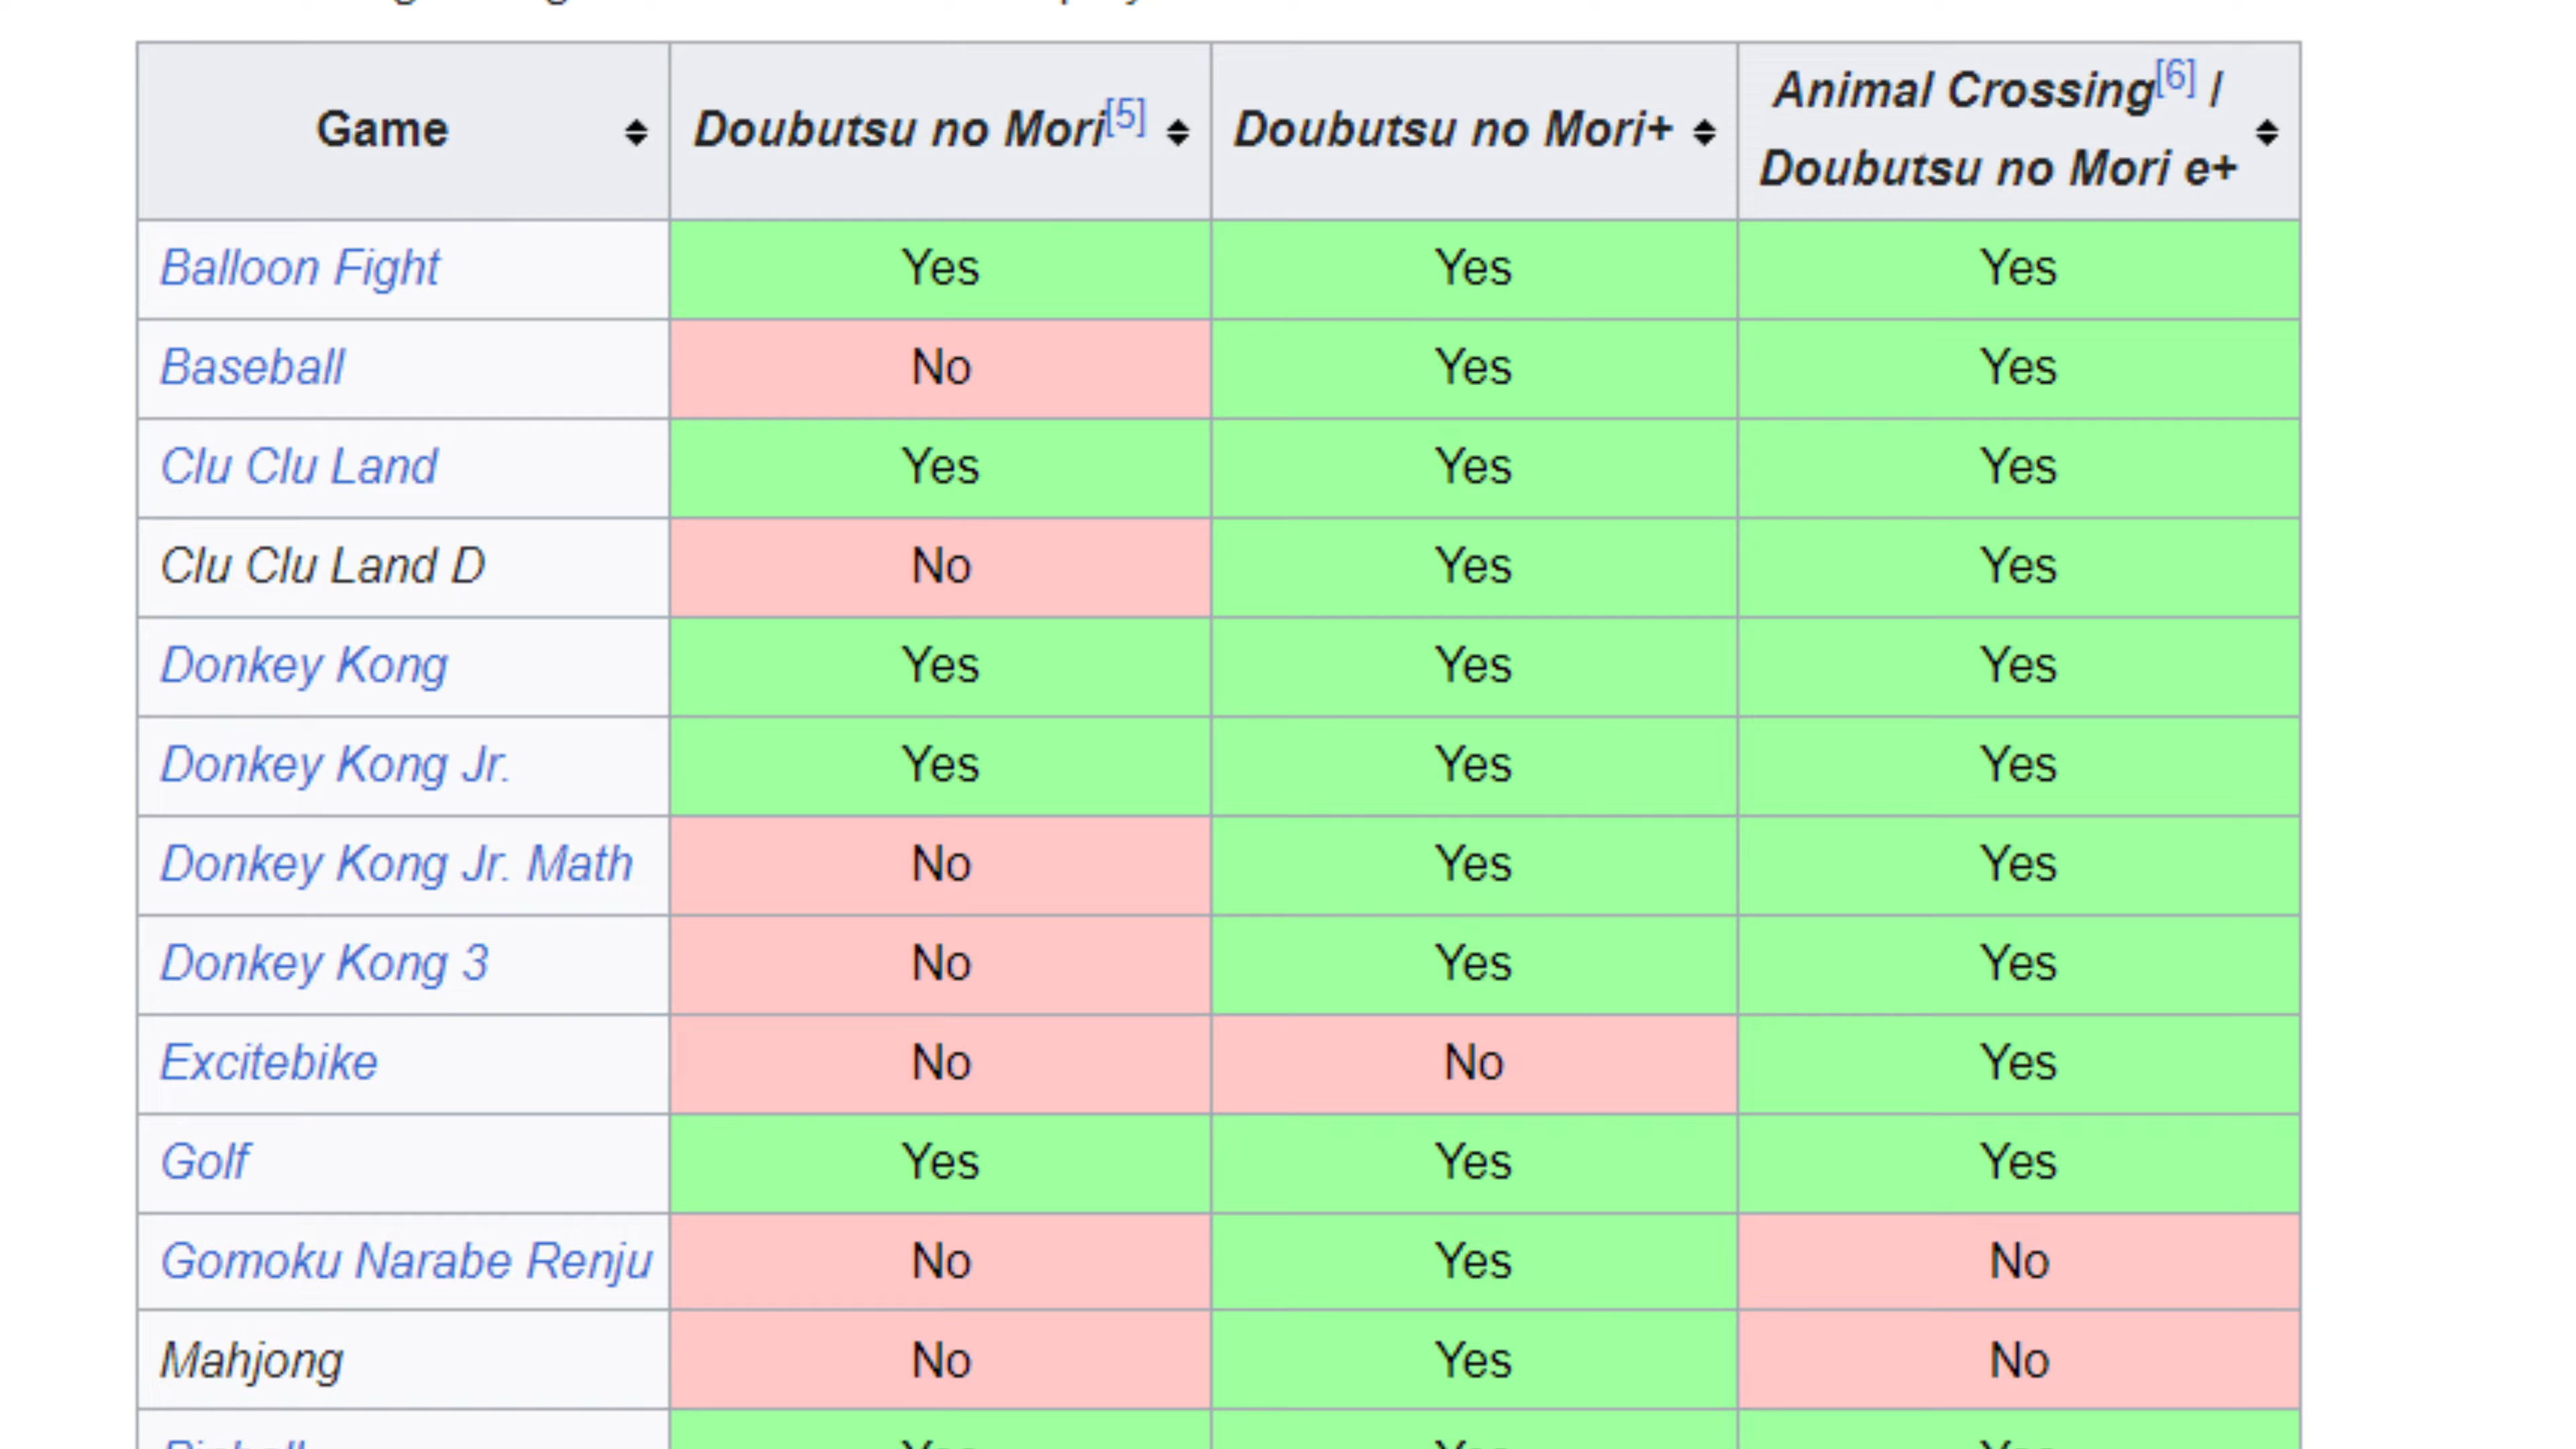 Game Doubutsu no Mori[5] Doubutsu no Mori+ Animal Crossing[6] /
Doubutsu no Mori e+
Balloon Fight Yes Yes Yes
Baseball No Yes Yes
Clu Clu Land Yes Yes Yes
Clu Clu Land D No Yes Yes
Donkey Kong Yes Yes Yes
Donkey Kong Jr. Yes Yes Yes
Donkey Kong Jr. Math No Yes Yes
Donkey Kong 3 No Yes Yes
Excitebike No No Yes
Golf Yes Yes Yes
Gomoku Narabe Renju No Yes No
Mahjong No Yes No
Pinball Yes Yes Yes